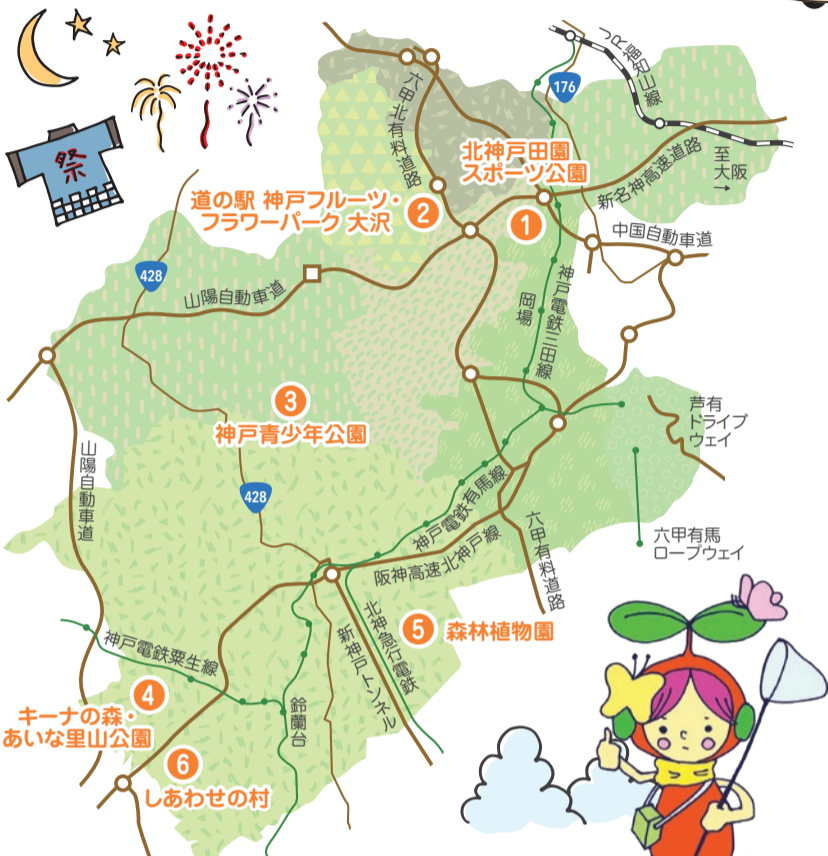 祭
六甲北有料道路
176
JR福知山線
北神戸田園
スポーツ公園
至大阪
→
新名神高速道路
道の駅 神戸フルーツ・
フラワーパーク 大沢
2
1
中国自動車道
428
山陽自動車道
神戸電鉄三田線
岡場
3
神戸青少年公園
芦有
ドライブ
ウェイ
山陽自動車道
428
神戸電鉄有馬線
六甲有料道路
六甲有馬
ロープウェイ
阪神高速北神戸線
北神急行電鉄
新神戸トンネル
5 森林植物園
神戸電鉄粟生線
4
キーナの森・
あいな里山公園
鈴蘭台
6
しあわせの村